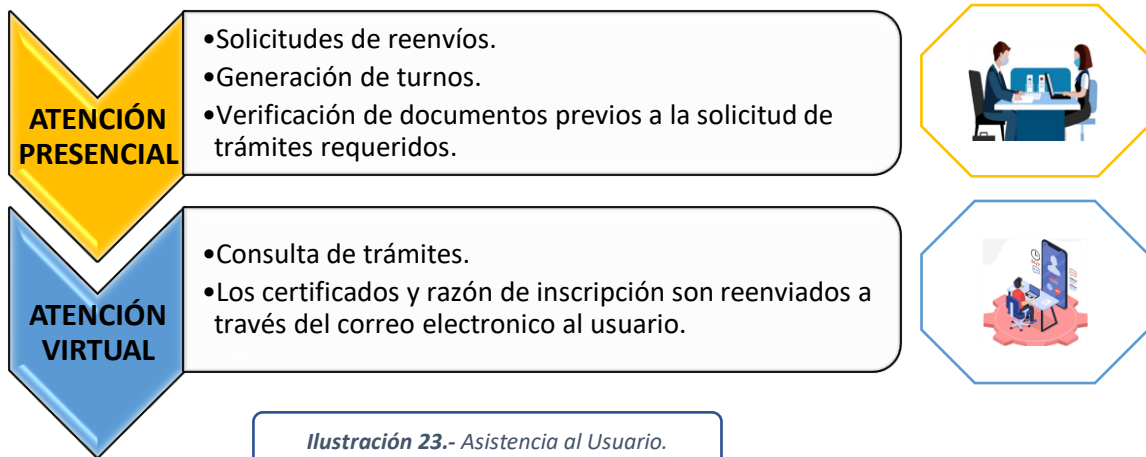 ATENCIÓN
PRESENCIAL
•Solicitudes de reenvíos.
•Generación de turnos.
•Verificación de documentos previos a la solicitud de
trámites requeridos.
ATENCIÓN
VIRTUAL
•Consulta de trámites.
•Los certificados y razón de inscripción son reenviados a
través del correo electronico al usuario.
Ilustración 23.- Asistencia al Usuario.